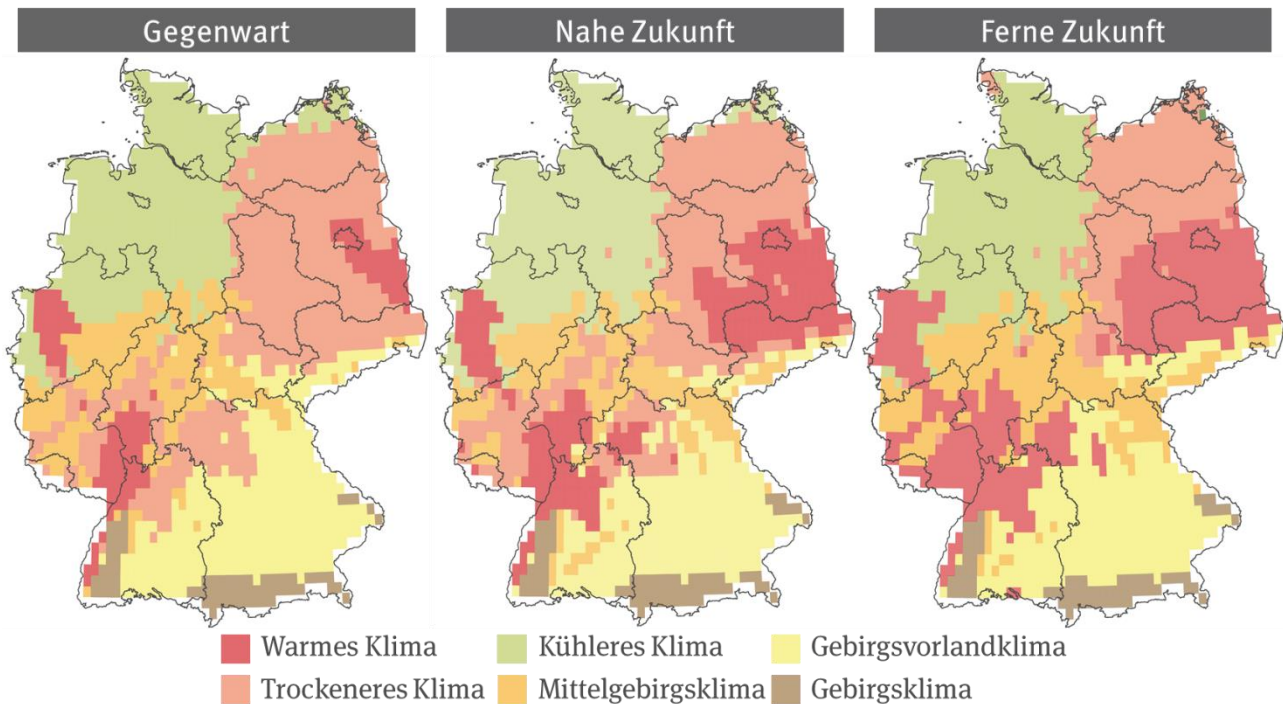 Gegenwart
Nahe Zukunft
Ferne Zukunft
Warmes Klima
Kühleres Klima
Gebirgsvorlandklima
Trockeneres Klima
Mittelgebirgsklima
Gebirgsklima